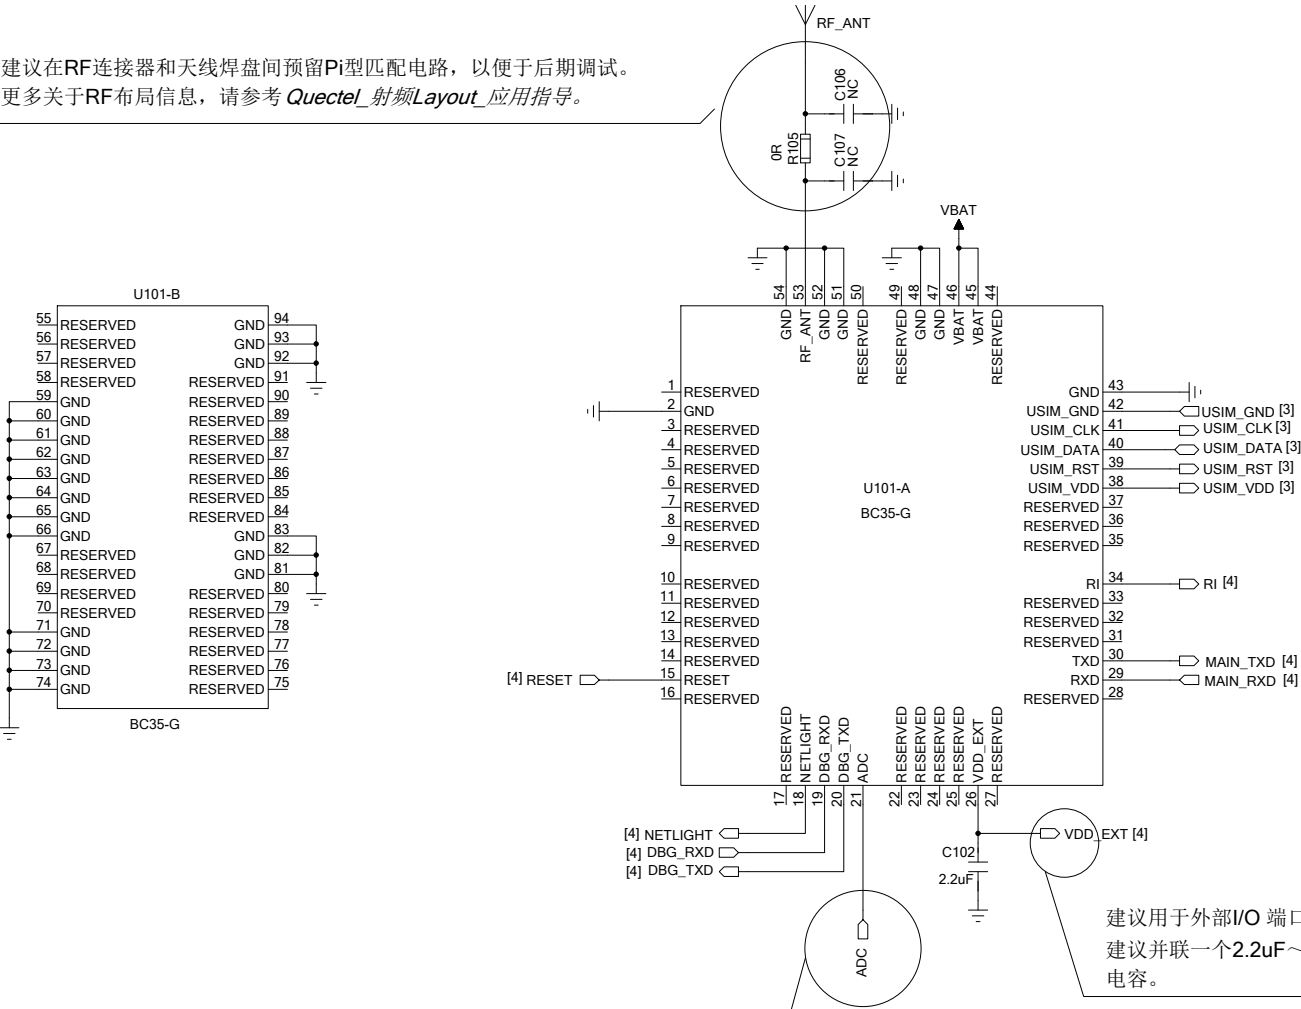 RF_ANT
建议在RF连接器和天线焊盘间预留Pi型匹配电路，以便于后期调试。
更多关于RF布局信息，请参考Quectel_射频Layout_应用指导。
C106
NC
0R
R105
C107
NC
VBAT
U101-B
55 RESERVED GND 94
56 RESERVED GND 93
57 RESERVED GND 92
58 RESERVED RESERVED 91
59 GND RESERVED 90
60 GND RESERVED 89
61 GND RESERVED 88
62 GND RESERVED 87
63 GND RESERVED 86
64 GND RESERVED 85
65 GND RESERVED 84
66 GND GND 83
67 RESERVED GND 82
68 RESERVED GND 81
69 RESERVED RESERVED 80
70 RESERVED RESERVED 79
71 GND RESERVED 78
72 GND RESERVED 77
73 GND RESERVED 76
74 GND RESERVED 75
BC35-G
54 GND
53 RF_ANT
52 GND
51 GND
50 RESERVED
49 RESERVED
48 GND
47 GND
46 VBAT
45 VBAT
44 RESERVED
1 RESERVED
2 GND
3 RESERVED
4 RESERVED
5 RESERVED
6 RESERVED
7 RESERVED
8 RESERVED
9 RESERVED
10 RESERVED
11 RESERVED
12 RESERVED
13 RESERVED
14 RESERVED
[4] RESET 15 RESET
16 RESERVED
U101-A
BC35-G
GND 43
USIM_GND 42 USIM_GND [3]
USIM_CLK 41 USIM_CLK [3]
USIM_DATA 40 USIM_DATA [3]
USIM_RST 39 USIM_RST [3]
USIM_VDD 38 USIM_VDD [3]
RESERVED 37
RESERVED 36
RESERVED 35
RI 34 RI [4]
RESERVED 33
RESERVED 32
RESERVED 31
TXD 30 MAIN_TXD [4]
RXD 29 MAIN_RXD [4]
RESERVED 28
17 RESERVED
18 NETLIGHT
19 DBG_RXD
20 DBG_TXD
21 ADC
22 RESERVED
23 RESERVED
24 RESERVED
25 RESERVED
26 VDD_EXT
27 RESERVED
[4] NETLIGHT
[4] DBG_RXD
[4] DBG_TXD
VDD_EXT [4]
C102
2.2uF
ADC
建议用于外部I/O 端口
建议并联一个2.2uF～
电容。